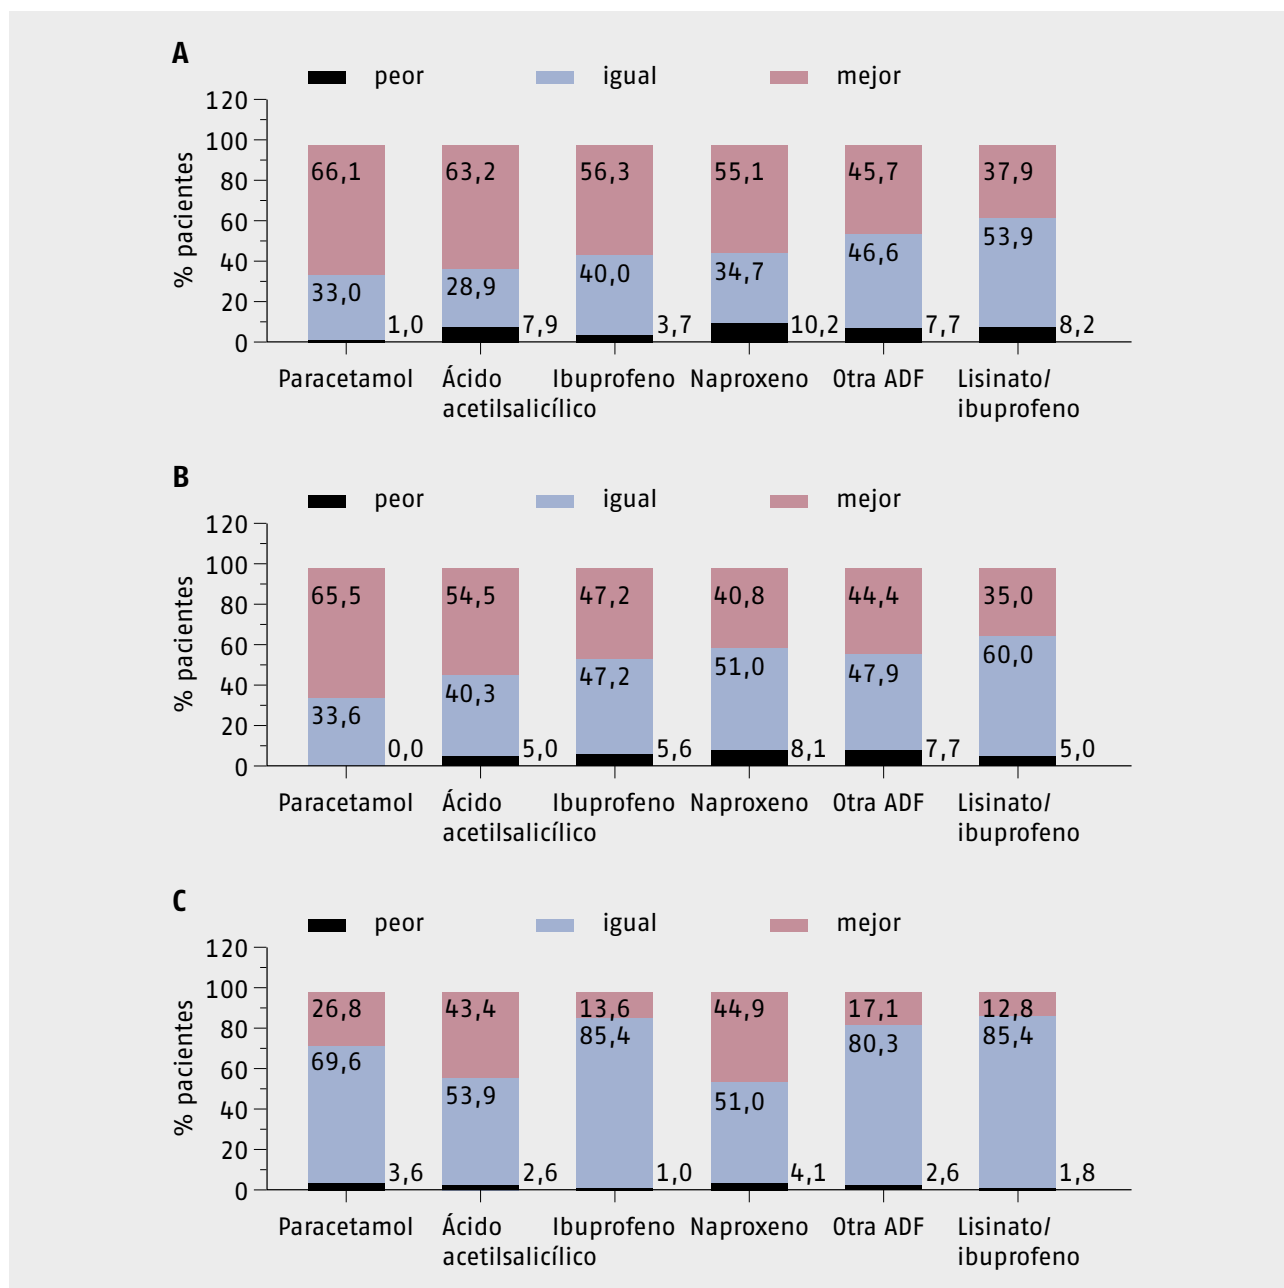 A
peor igual mejor
120
100
80
60
40
20
0
% pacientes
66,1 63,2 56,3 55,1 45,7 37,9
33,0 28,9 40,0 34,7 46,6 53,9
1,0 7,9 3,7 10,2 7,7 8,2
Paracetamol Ácido Ibuprofeno Naproxeno Otra ADF Lisinato/
acetilsalicílico ibuprofeno
B
peor igual mejor
120
100
80
60
40
20
0
% pacientes
65,5 54,5 47,2 40,8 44,4 35,0
33,6 40,3 47,2 51,0 47,9 60,0
0,0 5,0 5,6 8,1 7,7 5,0
Paracetamol Ácido Ibuprofeno Naproxeno Otra ADF Lisinato/
acetilsalicílico ibuprofeno
C
peor igual mejor
120
100
80
60
40
20
0
% pacientes
26,8 43,4 13,6 44,9 17,1 12,8
69,6 53,9 85,4 51,0 80,3 85,4
3,6 2,6 1,0 4,1 2,6 1,8
Paracetamol Ácido Ibuprofeno Naproxeno Otra ADF Lisinato/
acetilsalicílico ibuprofeno